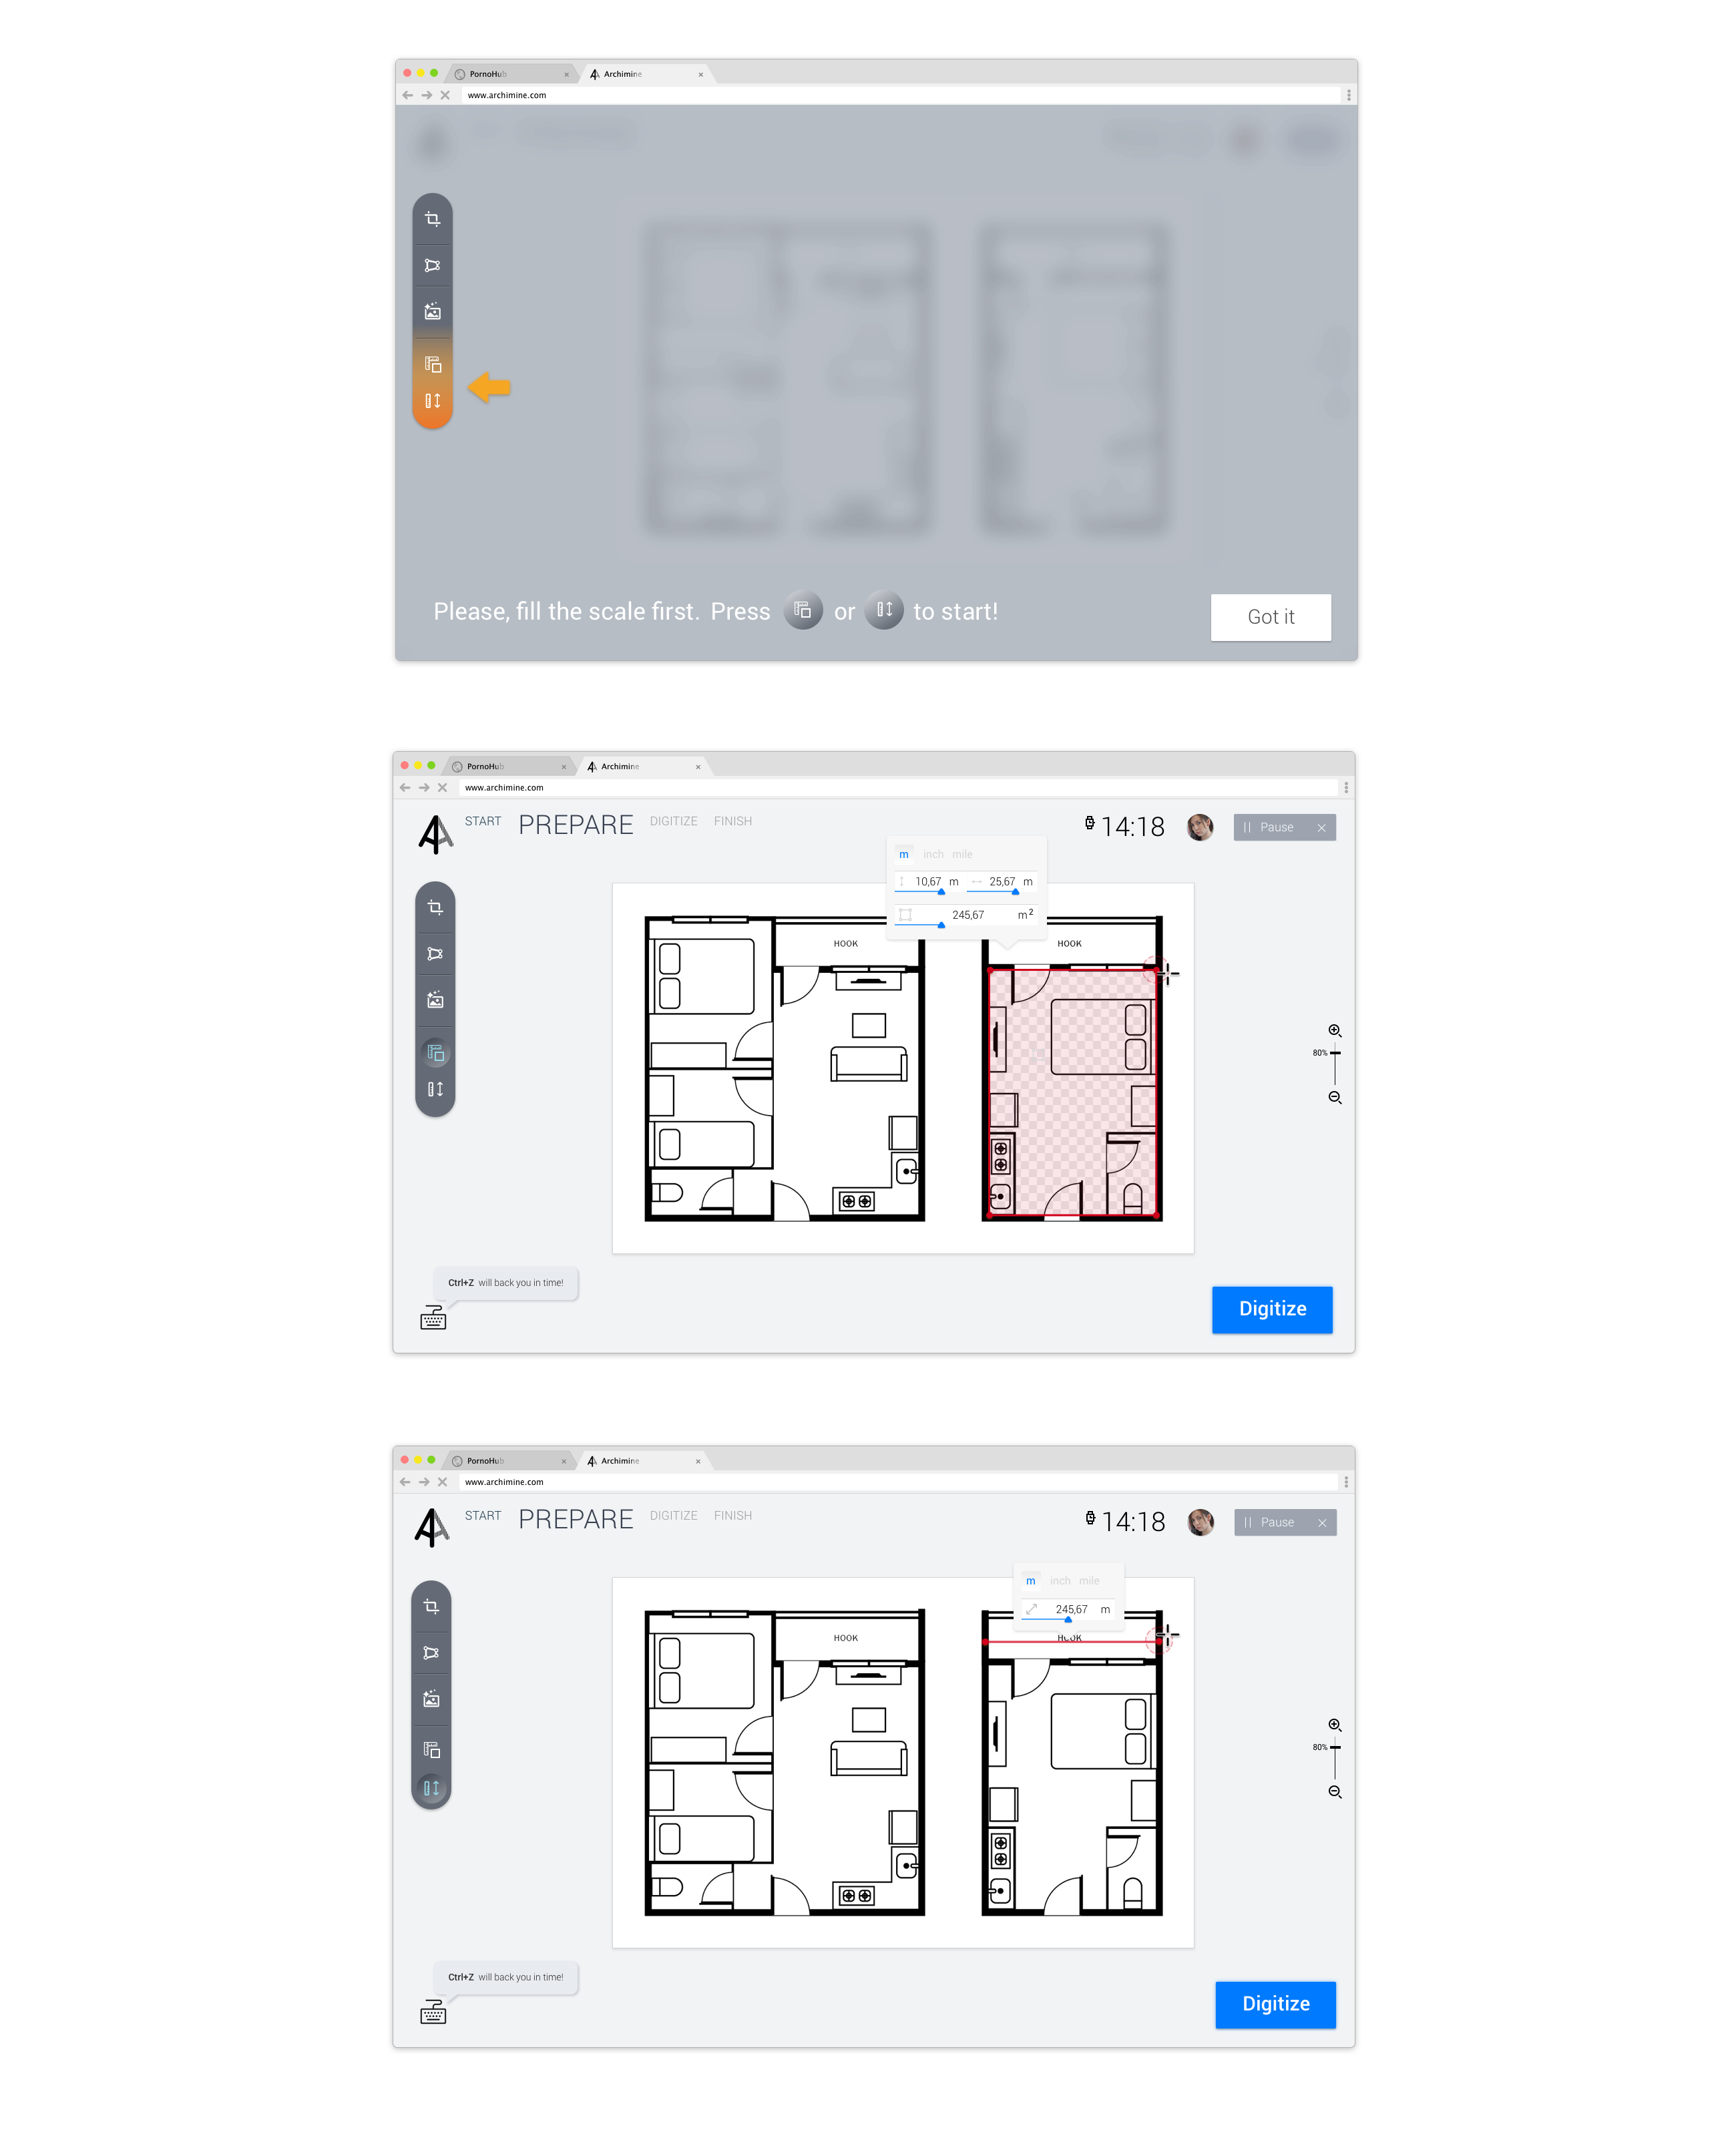 PornoHub
Archimine
www.archimine.com
Please, fill the scale first. Press or to start!
Got it
PornoHub
Archimine
www.archimine.com
START PREPARE DIGITIZE FINISH
14:18
Pause
m inch mile
10,67 m 25,67 m
245,67 m²
HOOK
HOOK
80%
Ctrl+Z will back you in time!
Digitize
PornoHub
Archimine
www.archimine.com
START PREPARE DIGITIZE FINISH
14:18
Pause
m inch mile
245,67 m
HOOK
HOOK
80%
Ctrl+Z will back you in time!
Digitize